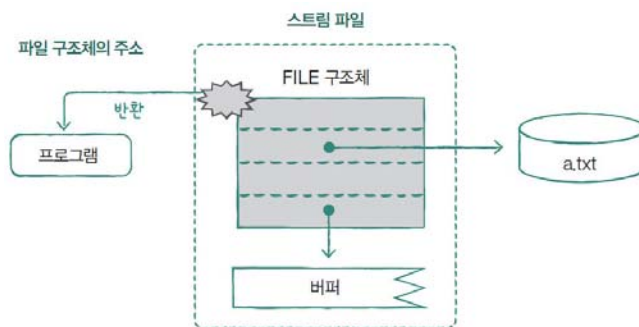 스트림 파일
파일 구조체의 주소
FILE 구조체
반환
프로그램
a.txt
버퍼